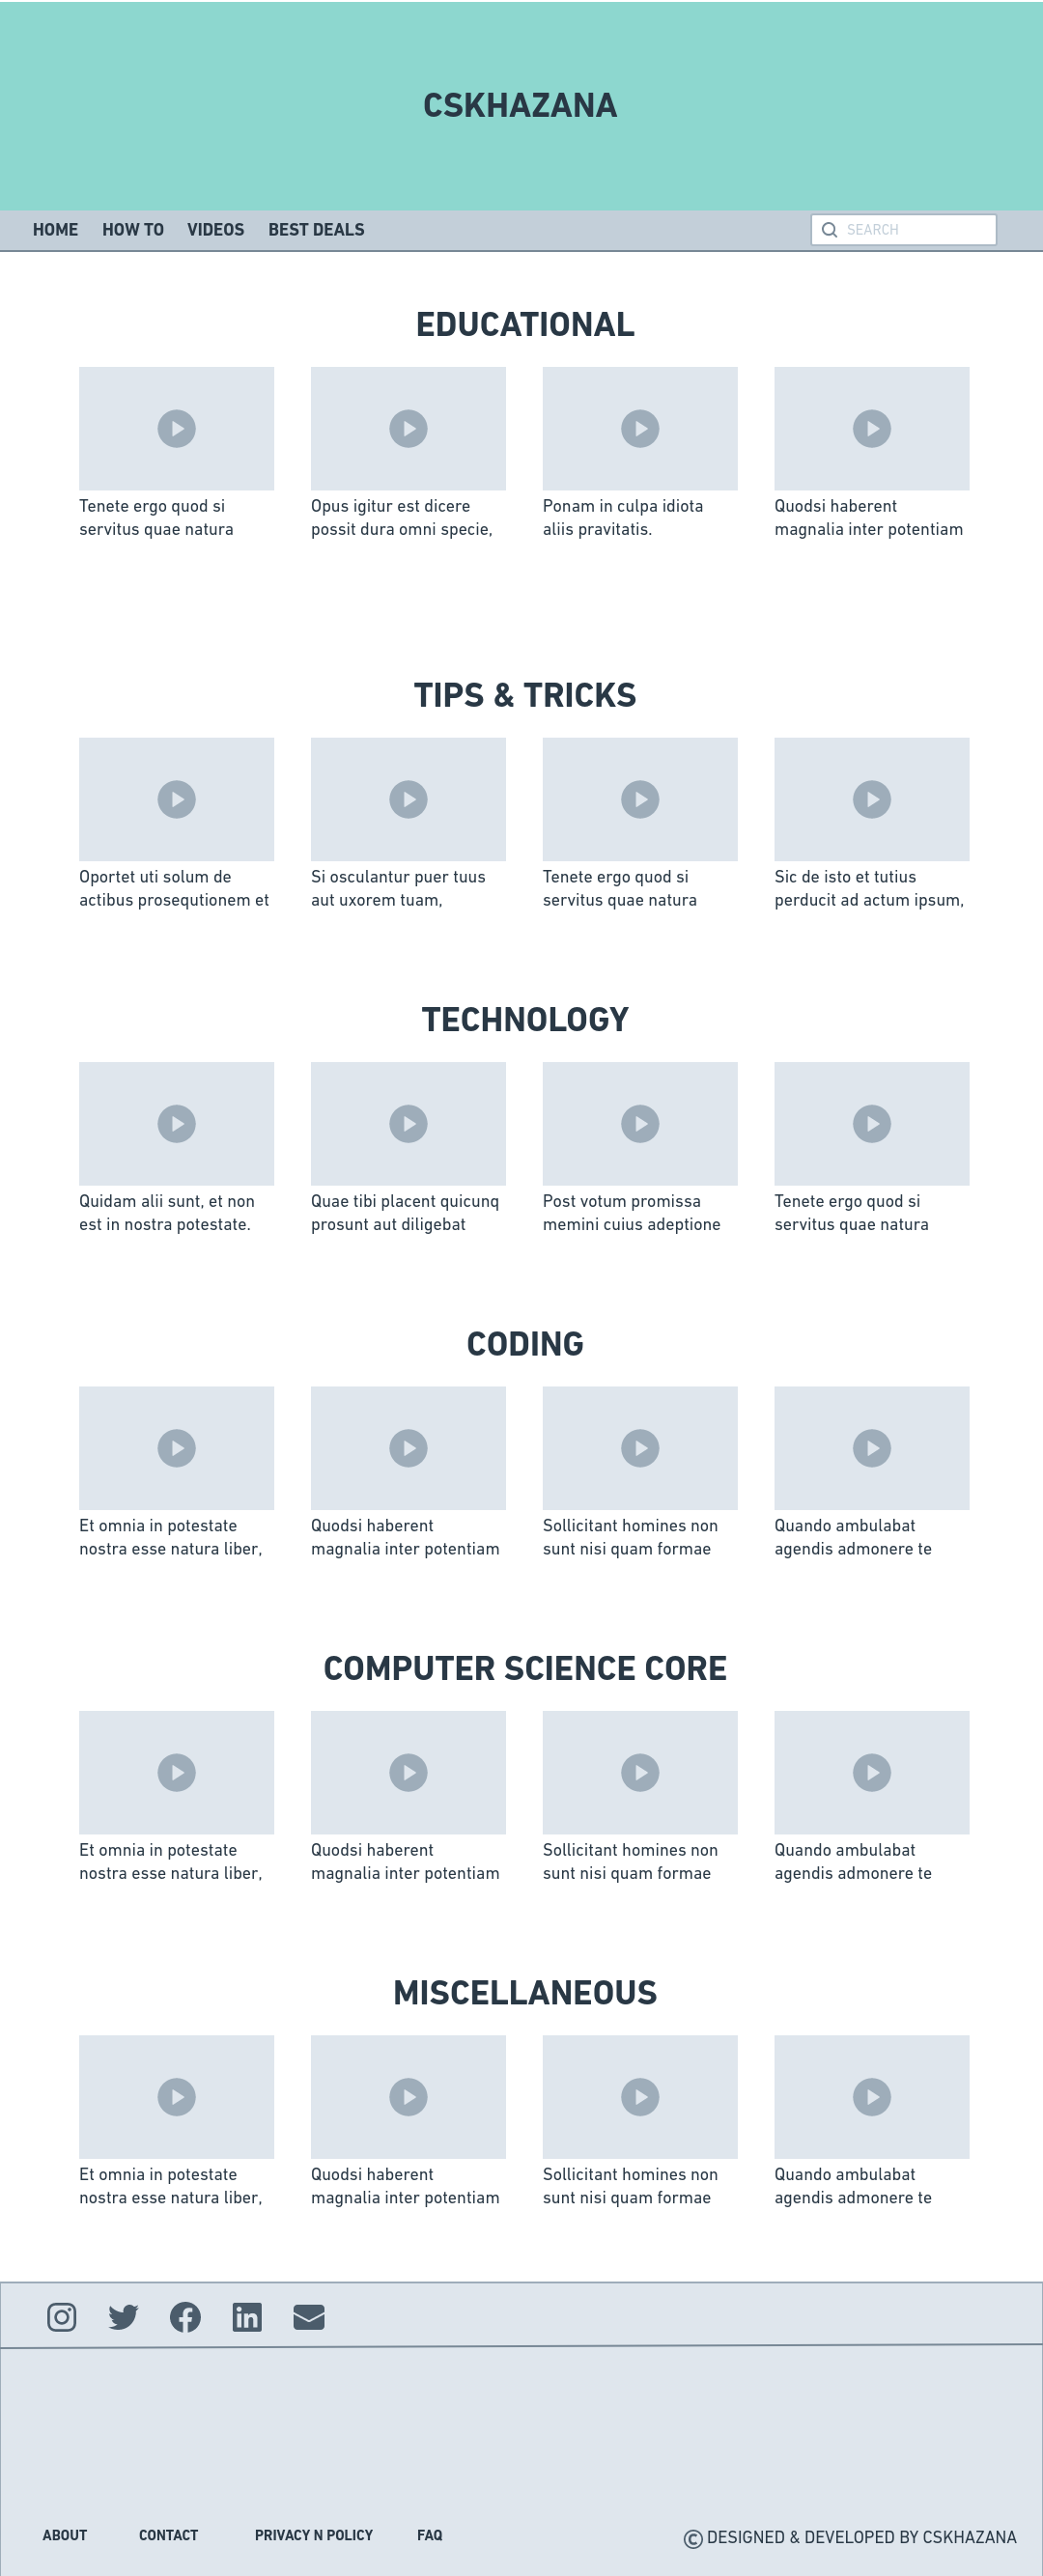 CSKHAZANA
HOME HOW TO VIDEOS BEST DEALS SEARCH
EDUCATIONAL
Tenete ergo quod si
servitus quae natura
Opus igitur est dicere
possit dura omni specie,
Ponam in culpa idiota
aliis pravitatis.
Quodsi haberent
magnalia inter potentiam
TIPS & TRICKS
Oportet uti solum de
actibus prosequtionem et
Si osculantur puer tuus
aut uxorem tuam,
Tenete ergo quod si
servitus quae natura
Sic de isto et tutius
perducit ad actum ipsum,
TECHNOLOGY
Quidam alii sunt, et non
est in nostra potestate.
Quae tibi placent quicunq
prosunt aut diligebat
Post votum promissa
memini cuius adeptione
Tenete ergo quod si
servitus quae natura
CODING
Et omnia in potestate
nostra esse natura liber,
Quodsi haberent
magnalia inter potentiam
Sollicitant homines non
sunt nisi quam formae
Quando ambulabat
agendis admonere te
COMPUTER SCIENCE CORE
Et omnia in potestate
nostra esse natura liber,
Quodsi haberent
magnalia inter potentiam
Sollicitant homines non
sunt nisi quam formae
Quando ambulabat
agendis admonere te
MISCELLANEOUS
Et omnia in potestate
nostra esse natura liber,
Quodsi haberent
magnalia inter potentiam
Sollicitant homines non
sunt nisi quam formae
Quando ambulabat
agendis admonere te
ABOUT CONTACT PRIVACY N POLICY FAQ © DESIGNED & DEVELOPED BY CSKHAZANA